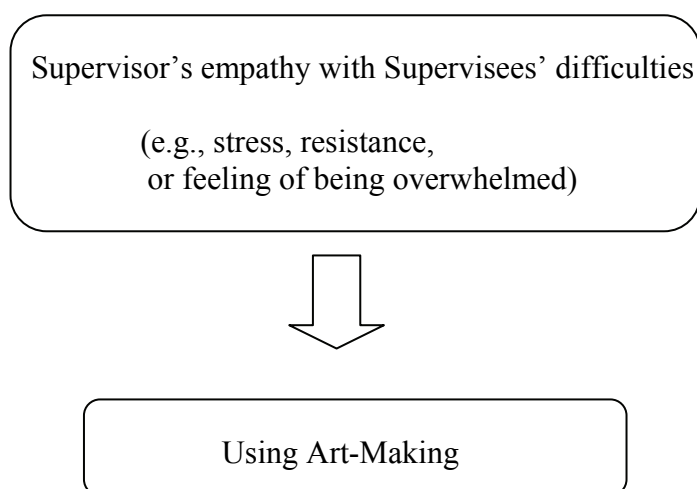 Supervisor’s empathy with Supervisees’ difficulties
(e.g., stress, resistance,
or feeling of being overwhelmed)
Using Art-Making